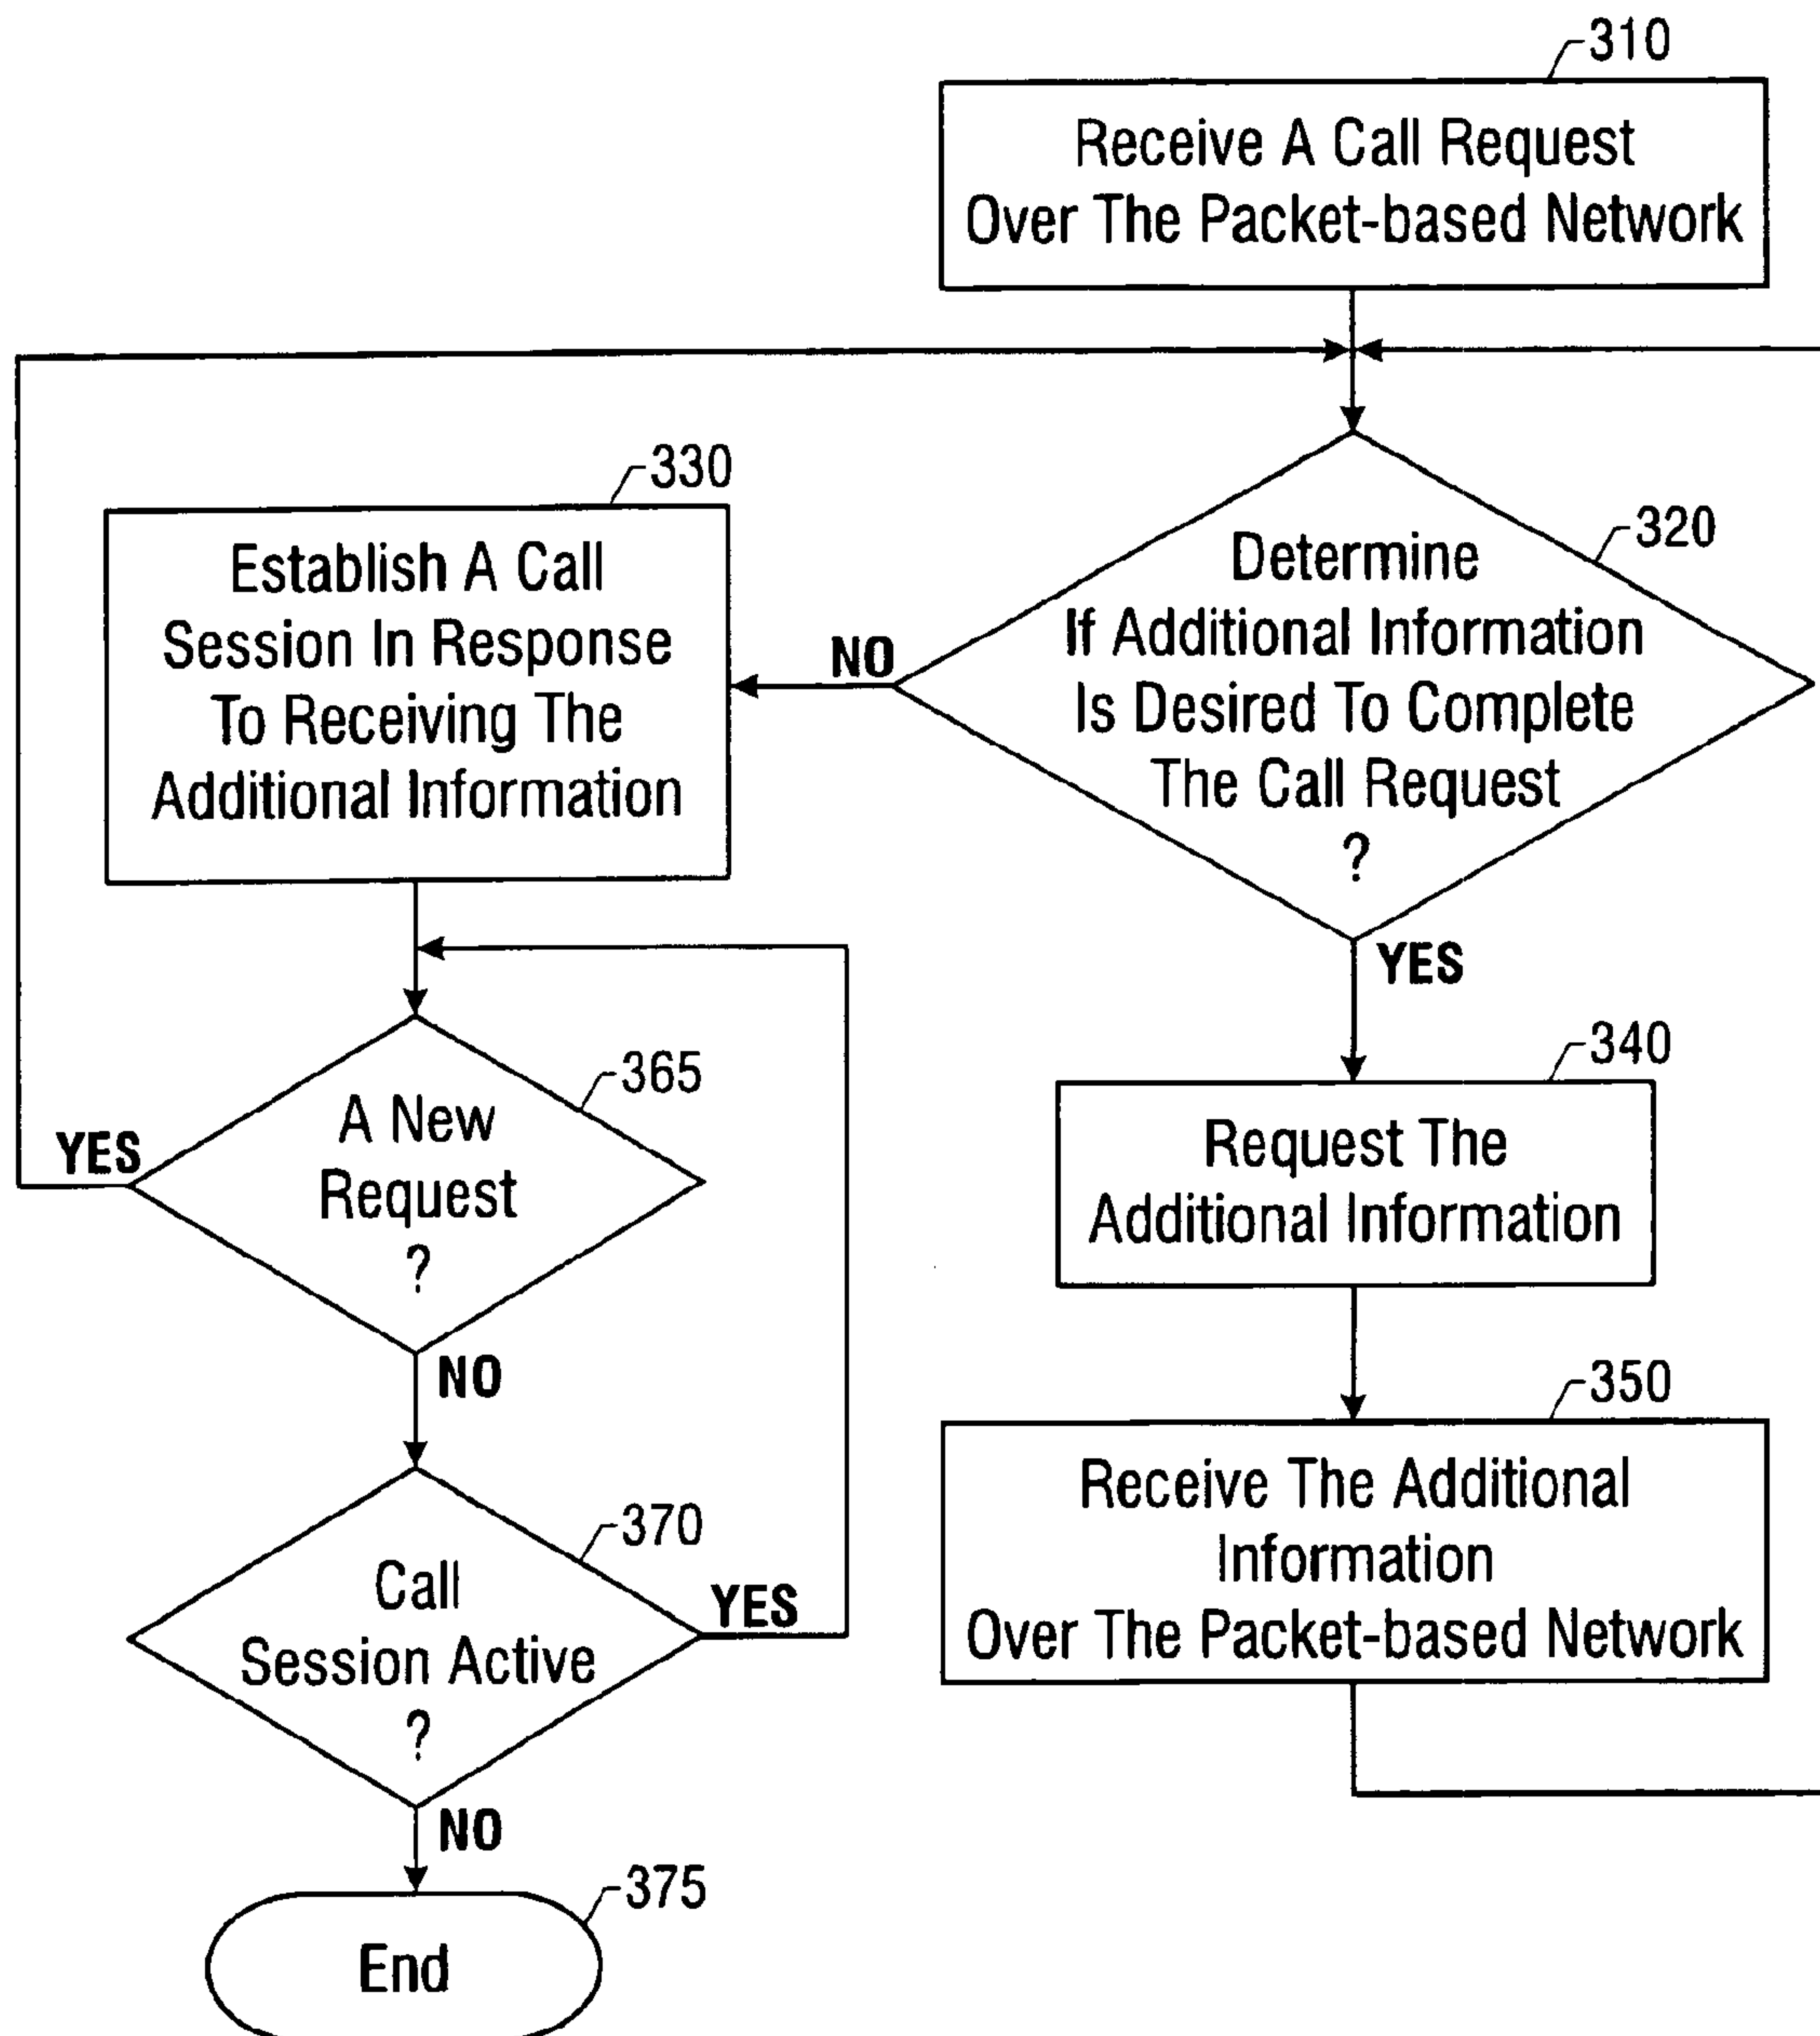 310
Receive A Call Request
Over The Packet-based Network
330
Establish A Call
Session In Response
To Receiving The
Additional Information
320
Determine
If Additional Information
Is Desired To Complete
The Call Request
?
NO
YES
365
A New
Request
?
YES
NO
340
Request The
Additional Information
350
Receive The Additional
Information
Over The Packet-based Network
370
Call
Session Active
?
YES
NO
375
End